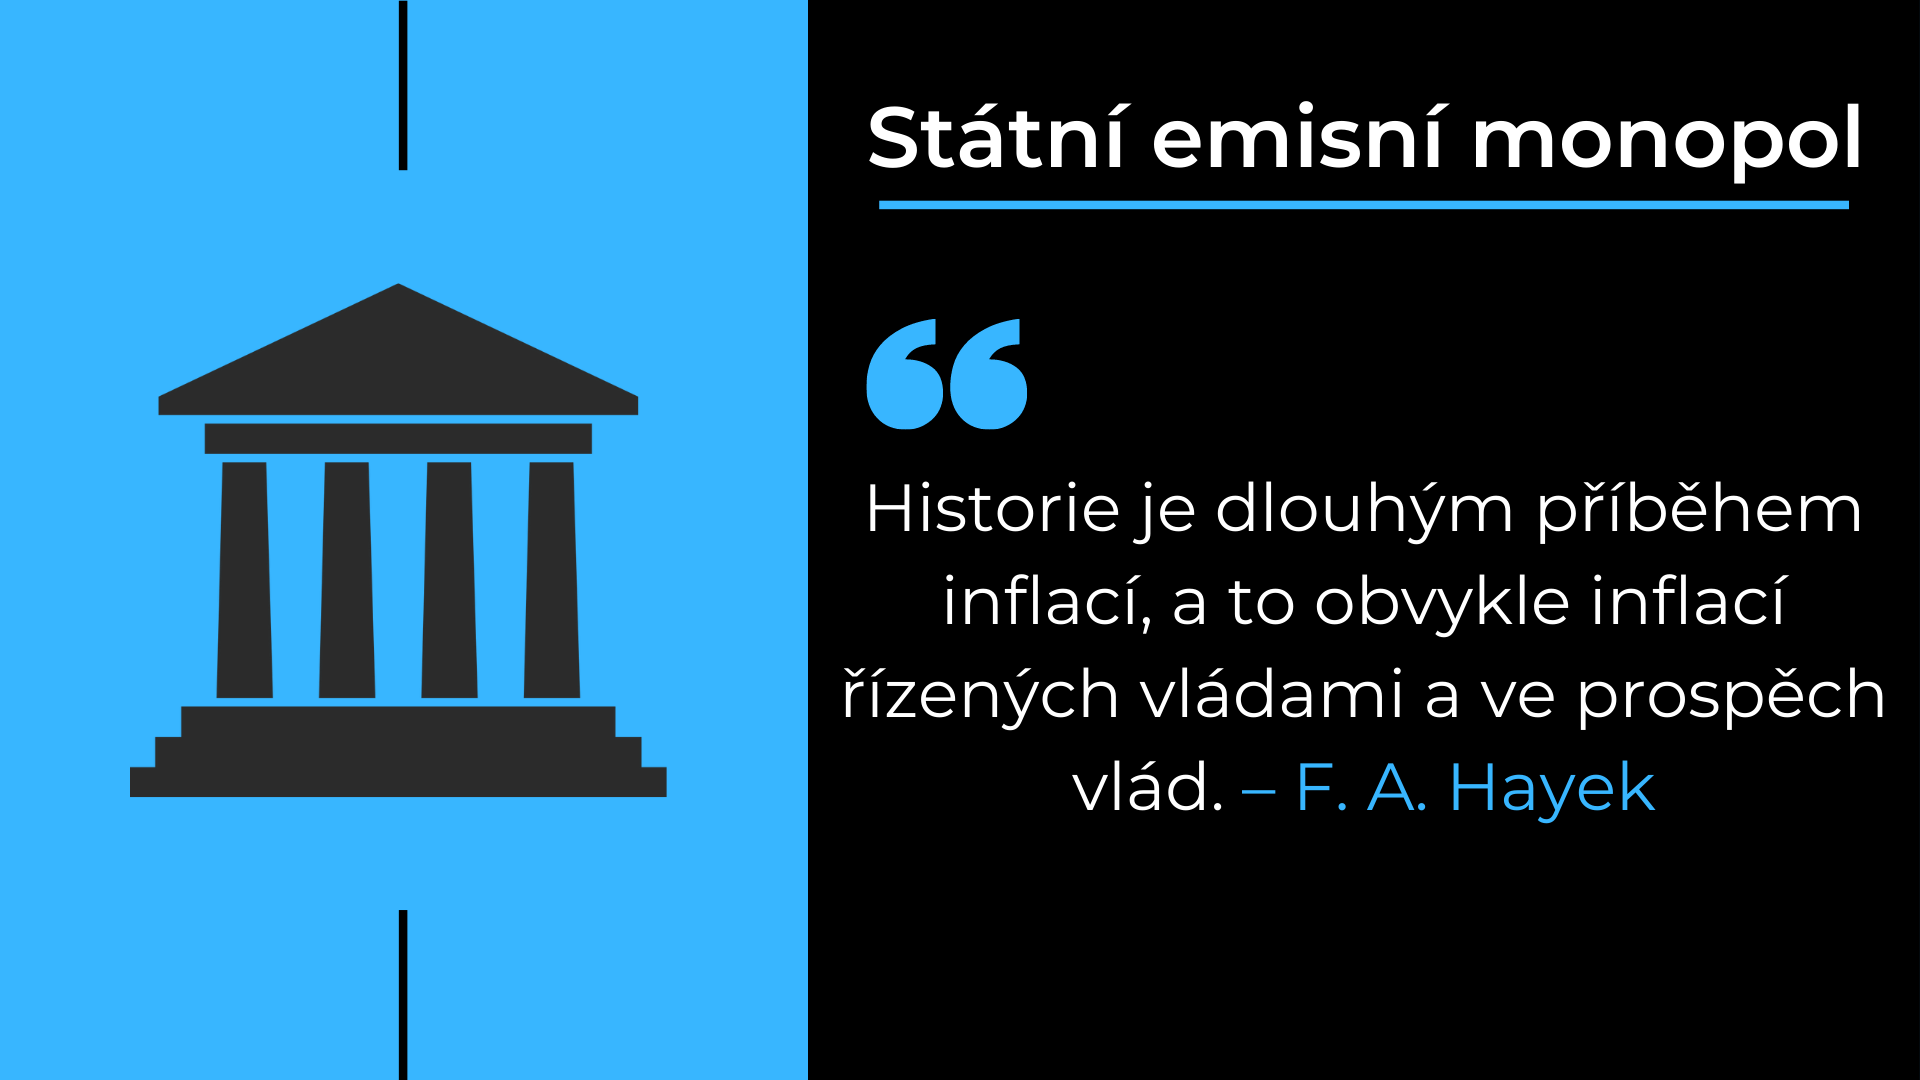 Státní emisní monopol
“
Historie je dlouhým příběhem
inflací, a to obvykle inflací
řízených vládami a ve prospěch
vlád. – F. A. Hayek